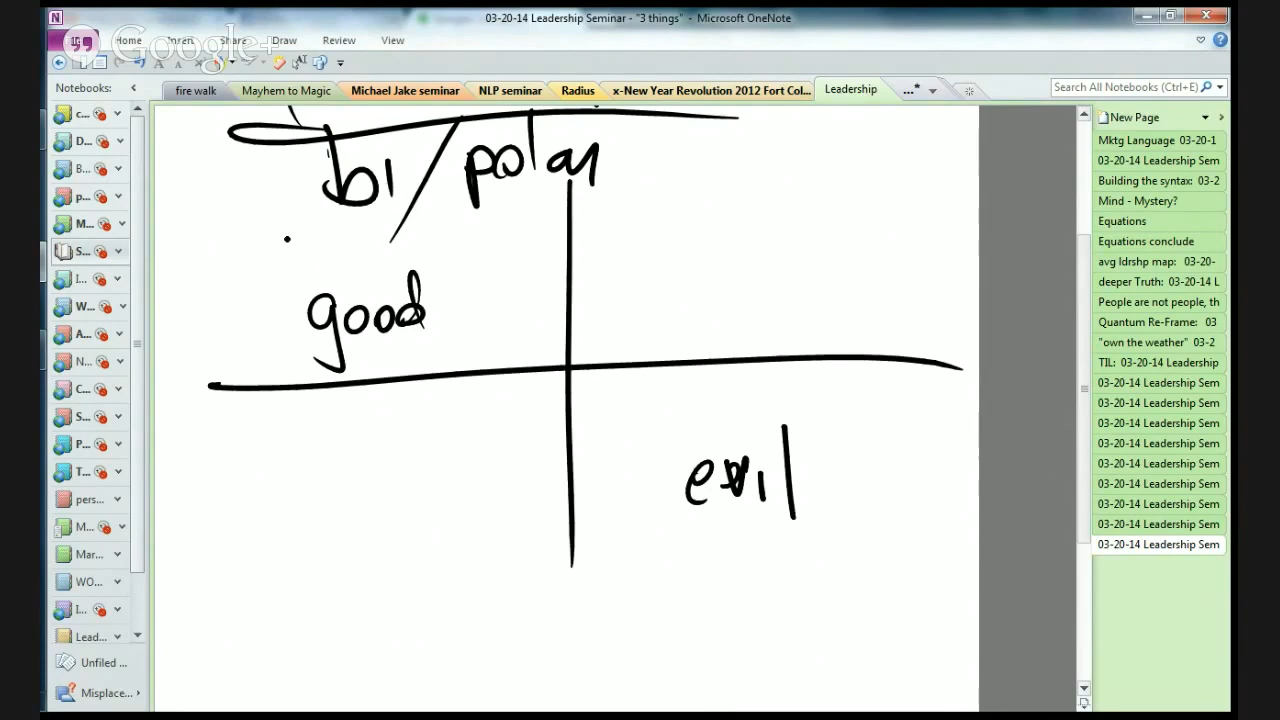 03-20-14 Leadership Seminar - "3 things" - Microsoft OneNote
Google+
Home Insert Share Draw Review View
Notebooks:
fire walk Mayhem to Magic Michael Jake seminar NLP seminar Radius x-New Year Revolution 2012 Fort Col... Leadership ...*
Search All Notebooks (Ctrl+E)
C...
D...
B...
p...
M...
S...
I...
W...
A...
N...
C...
S...
P...
T...
pers...
M...
Mar...
WO...
I...
Lead...
Unfiled ...
Misplace...
bi/polar
good
evil
New Page
Mktg Language 03-20-1
03-20-14 Leadership Sem
Building the syntax: 03-2
Mind - Mystery?
Equations
Equations conclude
avg ldrshp map: 03-20-
deeper Truth: 03-20-14 L
People are not people, th
Quantum Re-Frame: 03
"own the weather" 03-2
TIL: 03-20-14 Leadership
03-20-14 Leadership Sem
03-20-14 Leadership Sem
03-20-14 Leadership Sem
03-20-14 Leadership Sem
03-20-14 Leadership Sem
03-20-14 Leadership Sem
03-20-14 Leadership Sem
03-20-14 Leadership Sem
03-20-14 Leadership Sem